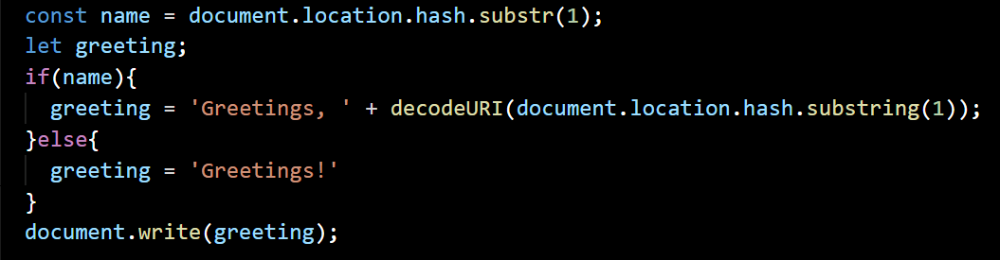 const name = document.location.hash.substr(1);
let greeting;
if(name){
  greeting = 'Greetings, ' + decodeURI(document.location.hash.substring(1));
}else{
  greeting = 'Greetings!'
}
document.write(greeting);